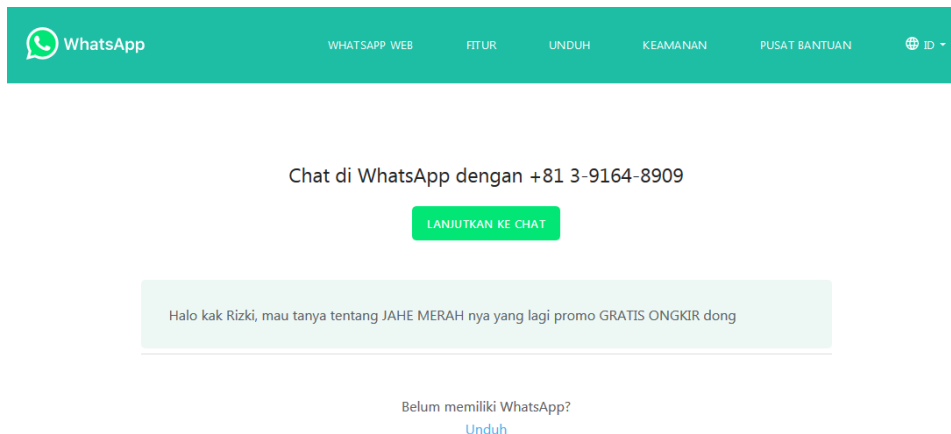 WhatsApp
WHATSAPP WEB FITUR UNDUH KEAMANAN PUSAT BANTUAN ID
Chat di WhatsApp dengan +81 3-9164-8909
LANJUTKAN KE CHAT
Halo kak Rizki, mau tanya tentang JAHE MERAH nya yang lagi promo GRATIS ONGKIR dong
Belum memiliki WhatsApp?
Unduh